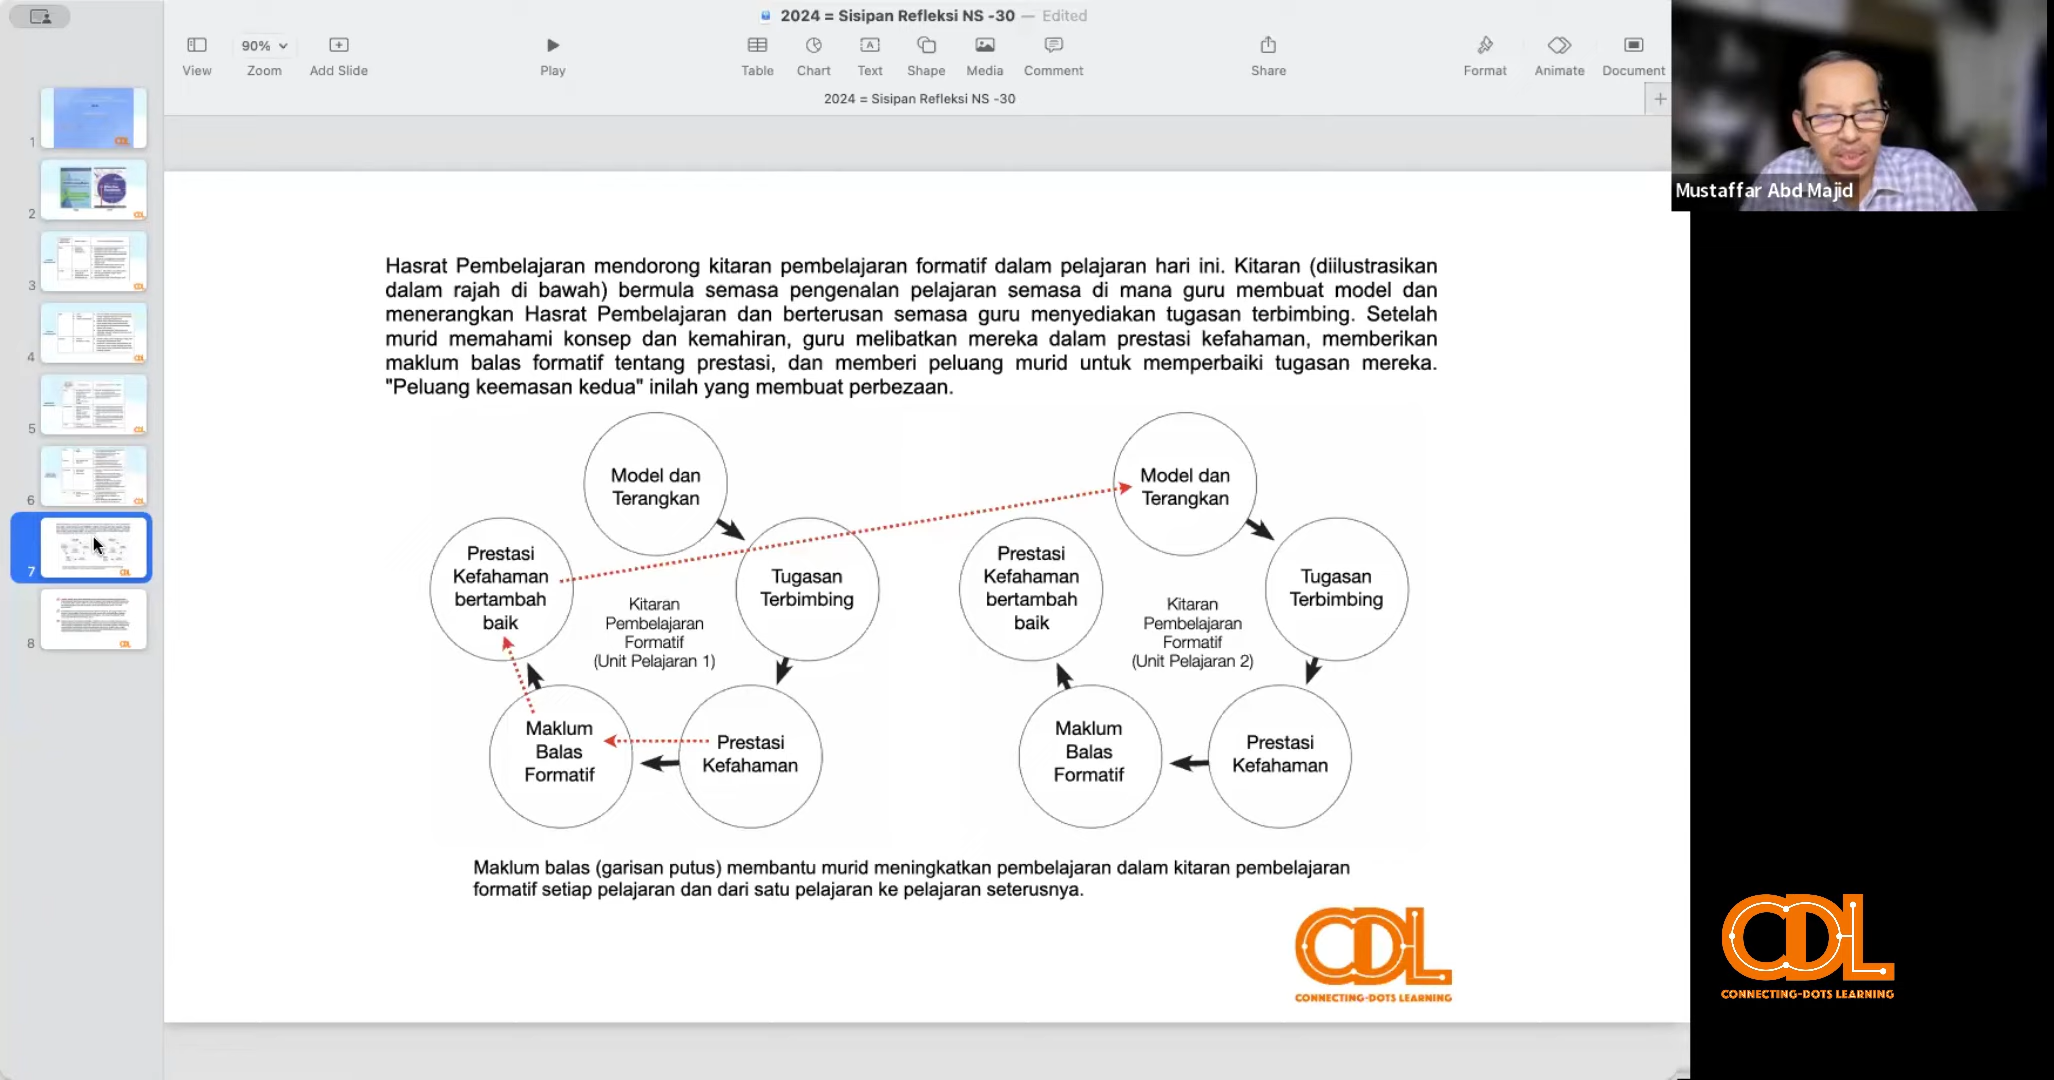 2024 = Sisipan Refleksi NS -30 — Edited
90%
View
Zoom
Add Slide
Play
Table
Chart
Text
Shape
Media
Comment
Share
Format
Animate
Document
2024 = Sisipan Refleksi NS -30
Mustaffar Abd Majid
1
2
3
4
5
6
7
8
Hasrat Pembelajaran mendorong kitaran pembelajaran formatif dalam pelajaran hari ini. Kitaran (diilustrasikan
dalam rajah di bawah) bermula semasa pengenalan pelajaran semasa di mana guru membuat model dan
menerangkan Hasrat Pembelajaran dan berterusan semasa guru menyediakan tugasan terbimbing. Setelah
murid memahami konsep dan kemahiran, guru melibatkan mereka dalam prestasi kefahaman, memberikan
maklum balas formatif tentang prestasi, dan memberi peluang murid untuk memperbaiki tugasan mereka.
"Peluang keemasan kedua" inilah yang membuat perbezaan.
Model dan
Terangkan
Tugasan
Terbimbing
Prestasi
Kefahaman
Maklum
Balas
Formatif
Prestasi
Kefahaman
bertambah
baik
Kitaran
Pembelajaran
Formatif
(Unit Pelajaran 1)
Model dan
Terangkan
Tugasan
Terbimbing
Prestasi
Kefahaman
Maklum
Balas
Formatif
Prestasi
Kefahaman
bertambah
baik
Kitaran
Pembelajaran
Formatif
(Unit Pelajaran 2)
Maklum balas (garisan putus) membantu murid meningkatkan pembelajaran dalam kitaran pembelajaran
formatif setiap pelajaran dan dari satu pelajaran ke pelajaran seterusnya.
CDL
CONNECTING-DOTS LEARNING
CDL
CONNECTING-DOTS LEARNING